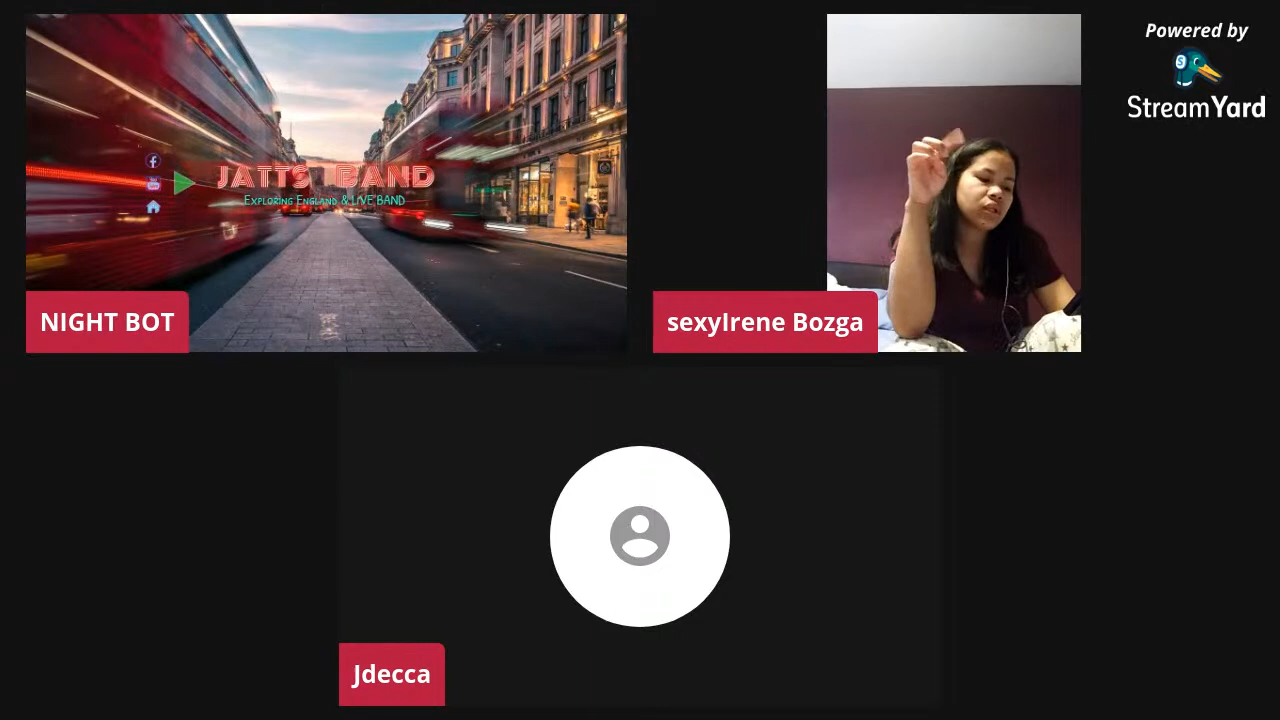 JATTS BAND
EXPLORING ENGLAND & LIVE BAND
NIGHT BOT
sexyIrene Bozga
Powered by
S
StreamYard
Jdecca